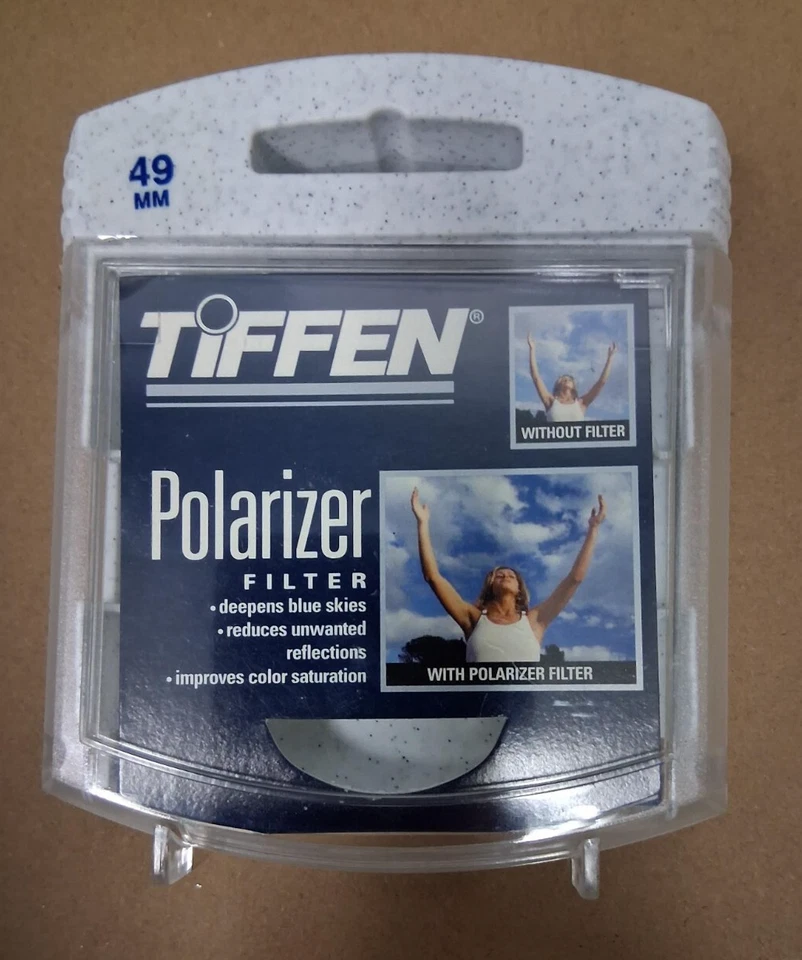 49
MM
TiFFEN®
WITHOUT FILTER
Polarizer
FILTER
•deepens blue skies
•reduces unwanted
reflections
•improves color saturation
WITH POLARIZER FILTER